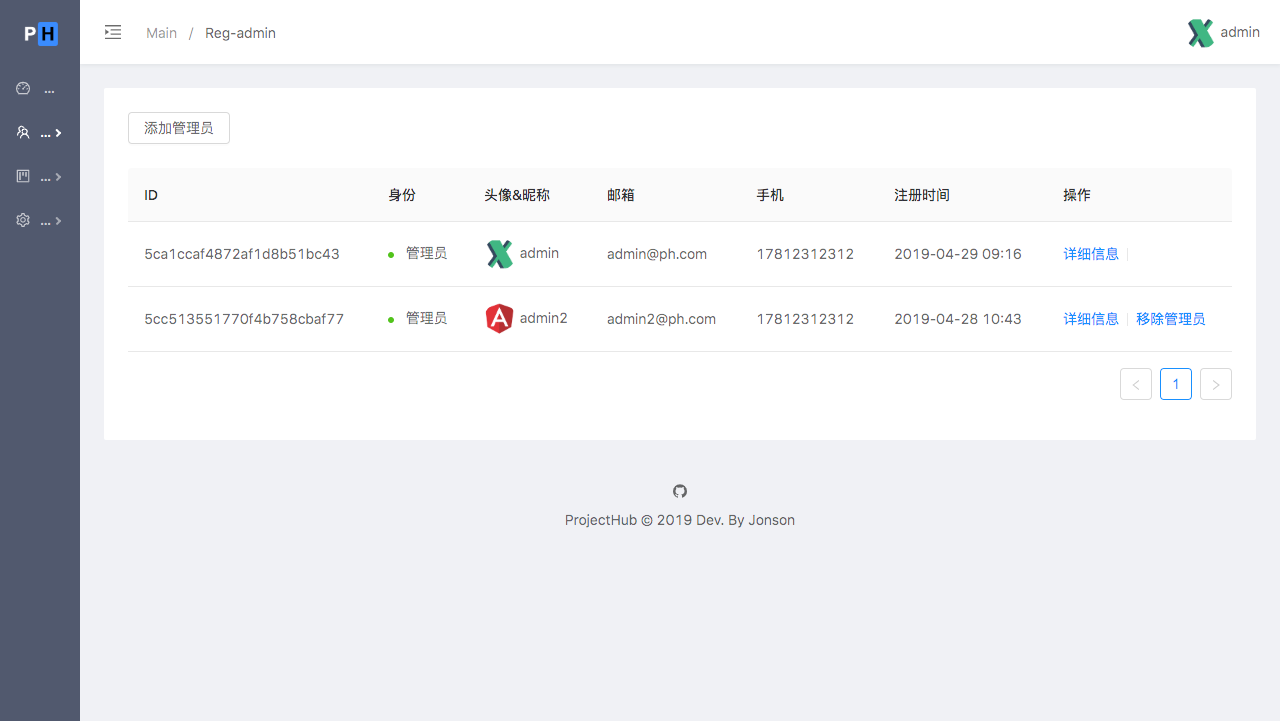 PH
Main / Reg-admin
admin
...
...
...
...
添加管理员
ID 身份 头像&昵称 邮箱 手机 注册时间 操作
5ca1ccaf4872af1d8b51bc43 管理员 admin admin@ph.com 17812312312 2019-04-29 09:16 详细信息
5cc513551770f4b758cbaf77 管理员 admin2 admin2@ph.com 17812312312 2019-04-28 10:43 详细信息 移除管理员
1
ProjectHub © 2019 Dev. By Jonson